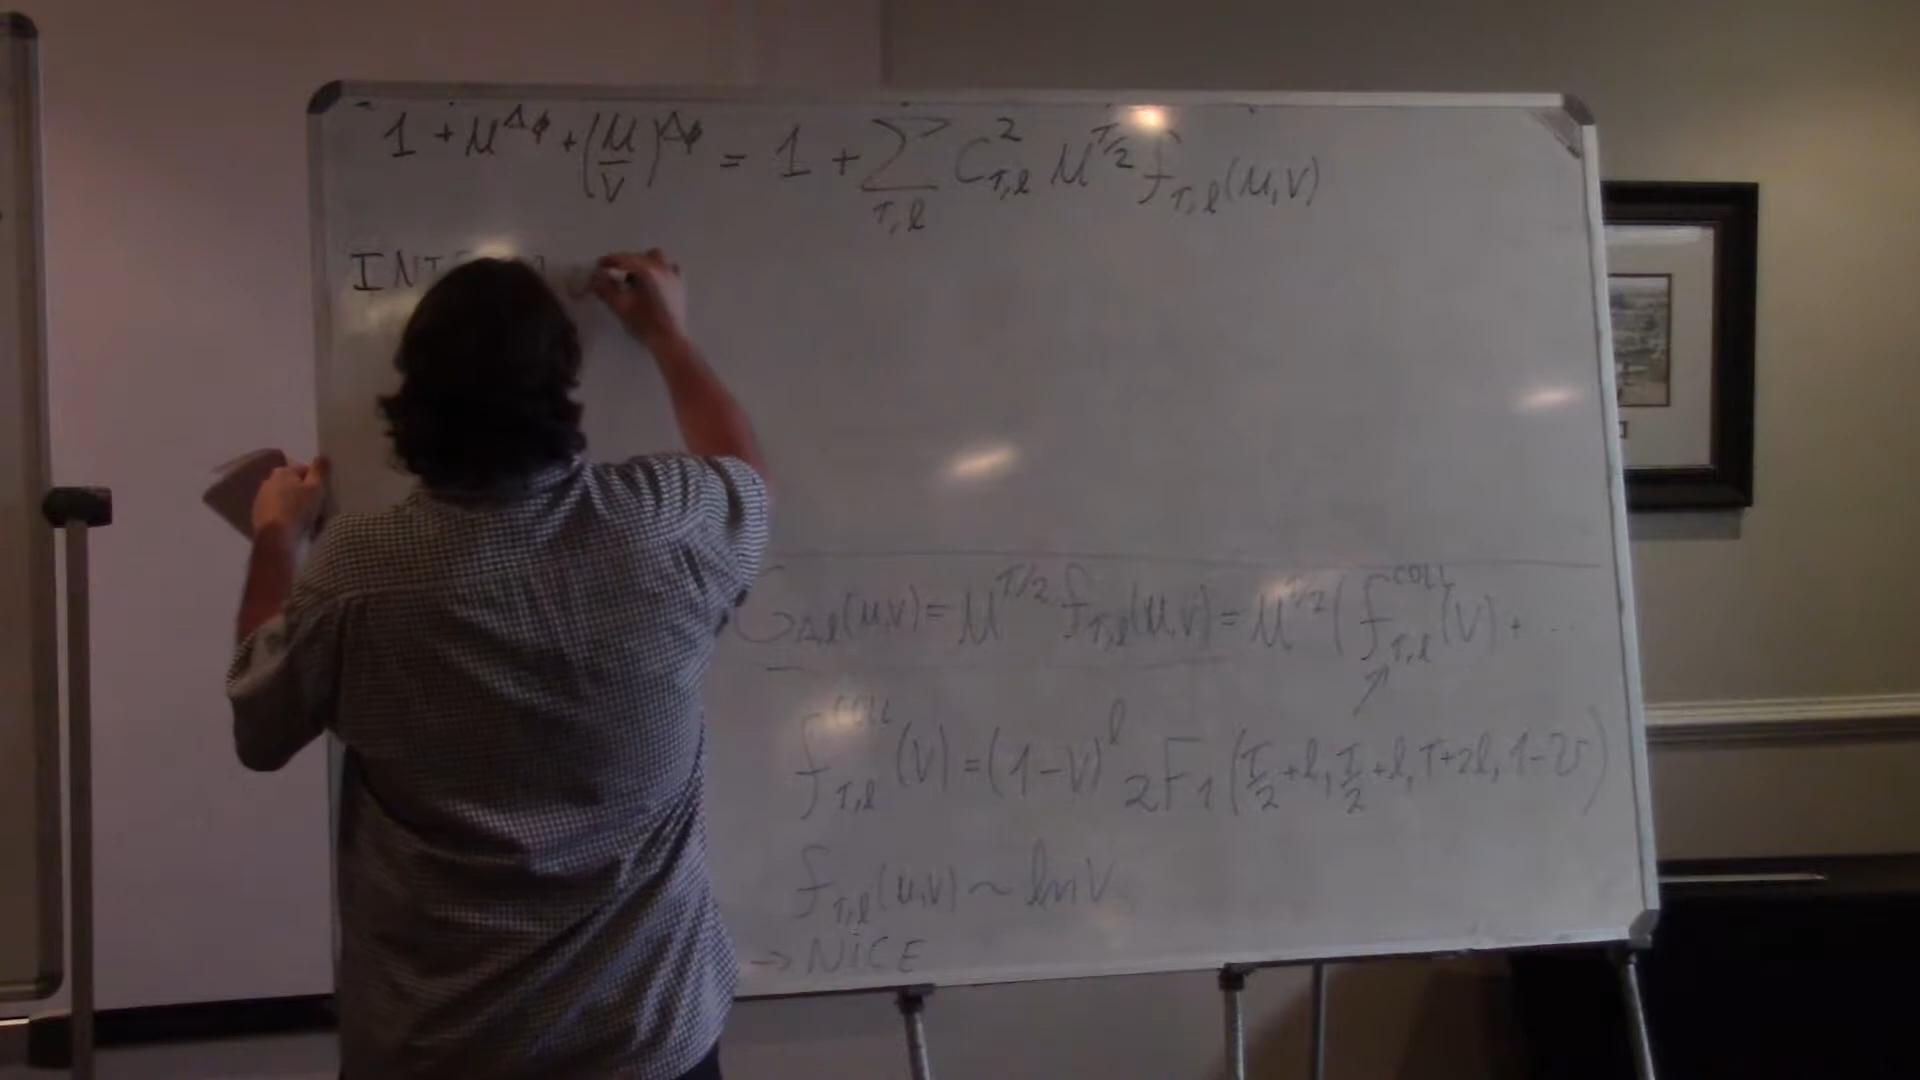 1 + u^{Δφ} + (u/v)^{Δφ} = 1 + Σ_{τ,ℓ} C²_{τ,ℓ} u^{τ/2} f_{τ,ℓ}(u,v)
G_{Δℓ}(u,v) = u^{τ/2} f_{τ,ℓ}(u,v) = u^{τ/2} ( f^{COLL}_{τ,ℓ}(v) + ...
f^{COLL}_{τ,ℓ}(v) = (1-v)^ℓ ₂F₁(τ/2+ℓ, τ/2+ℓ, τ+2ℓ, 1-v)
f_{τ,ℓ}(u,v) ~ ln v
→ NICE